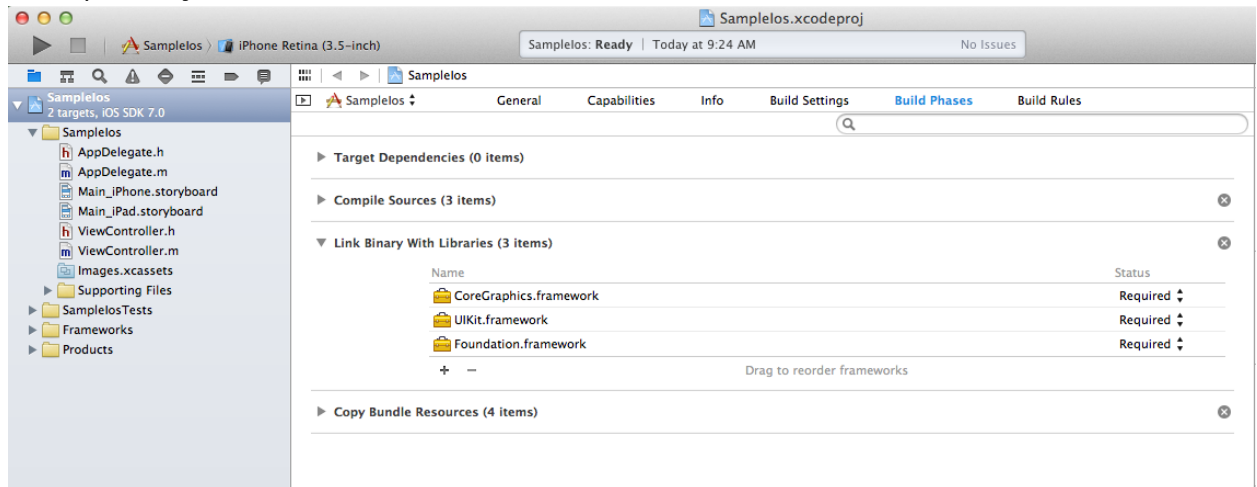 SampleIos.xcodeproj
SampleIos
iPhone Retina (3.5-inch)
SampleIos: Ready | Today at 9:24 AM
No Issues
SampleIos
2 targets, iOS SDK 7.0
SampleIos
AppDelegate.h
AppDelegate.m
Main_iPhone.storyboard
Main_iPad.storyboard
ViewController.h
ViewController.m
Images.xcassets
Supporting Files
SampleIosTests
Frameworks
Products
SampleIos
SampleIos General Capabilities Info Build Settings Build Phases Build Rules
Target Dependencies (0 items)
Compile Sources (3 items)
Link Binary With Libraries (3 items)
Name Status
CoreGraphics.framework Required
UIKit.framework Required
Foundation.framework Required
+ − Drag to reorder frameworks
Copy Bundle Resources (4 items)